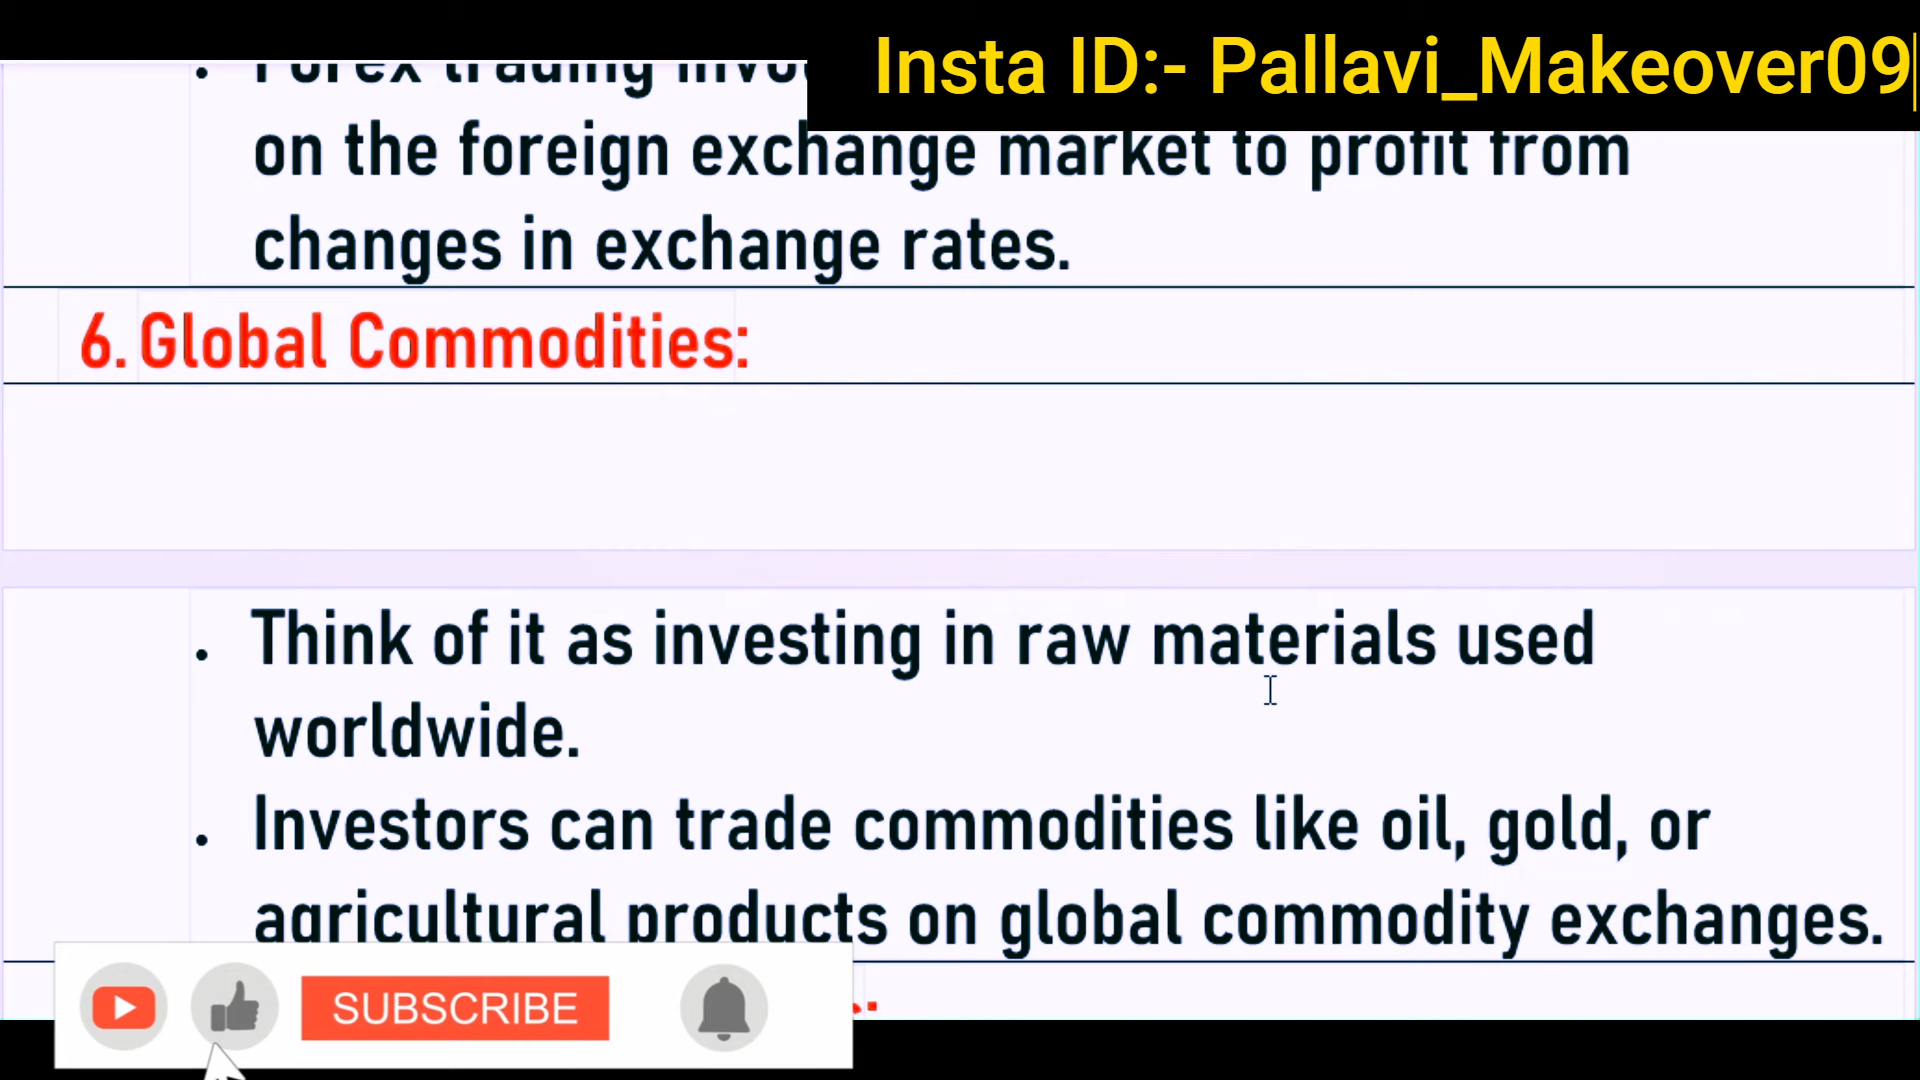 Insta ID:- Pallavi_Makeover09
• Forex trading
on the foreign exchange market to profit from
changes in exchange rates.
6. Global Commodities:
• Think of it as investing in raw materials used
worldwide.
• Investors can trade commodities like oil, gold, or
agricultural products on global commodity exchanges.
SUBSCRIBE